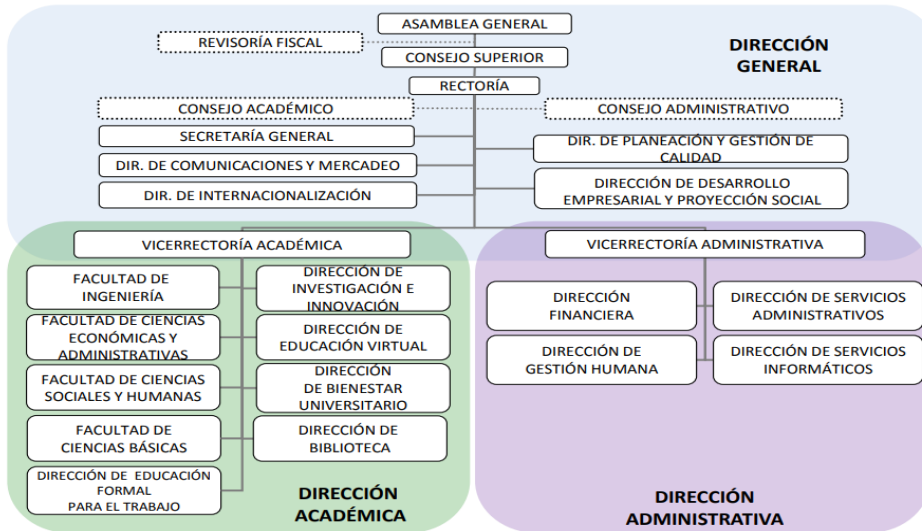 ASAMBLEA GENERAL
REVISORÍA FISCAL
CONSEJO SUPERIOR
DIRECCIÓN
GENERAL
RECTORÍA
CONSEJO ACADÉMICO
CONSEJO ADMINISTRATIVO
SECRETARÍA GENERAL
DIR. DE PLANEACIÓN Y GESTIÓN DE
CALIDAD
DIR. DE COMUNICACIONES Y MERCADEO
DIR. DE INTERNACIONALIZACIÓN
DIRECCIÓN DE DESARROLLO
EMPRESARIAL Y PROYECCIÓN SOCIAL
VICERRECTORÍA ACADÉMICA
VICERRECTORÍA ADMINISTRATIVA
FACULTAD DE
INGENIERÍA
DIRECCIÓN DE
INVESTIGACIÓN E
INNOVACIÓN
FACULTAD DE CIENCIAS
ECONÓMICAS Y
ADMINISTRATIVAS
DIRECCIÓN DE
EDUCACIÓN VIRTUAL
FACULTAD DE CIENCIAS
SOCIALES Y HUMANAS
DIRECCIÓN
DE BIENESTAR
UNIVERSITARIO
FACULTAD DE
CIENCIAS BÁSICAS
DIRECCIÓN DE
BIBLIOTECA
DIRECCIÓN DE EDUCACIÓN
FORMAL
PARA EL TRABAJO
DIRECCIÓN
ACADÉMICA
DIRECCIÓN
FINANCIERA
DIRECCIÓN DE SERVICIOS
ADMINISTRATIVOS
DIRECCIÓN DE
GESTIÓN HUMANA
DIRECCIÓN DE SERVICIOS
INFORMÁTICOS
DIRECCIÓN
ADMINISTRATIVA